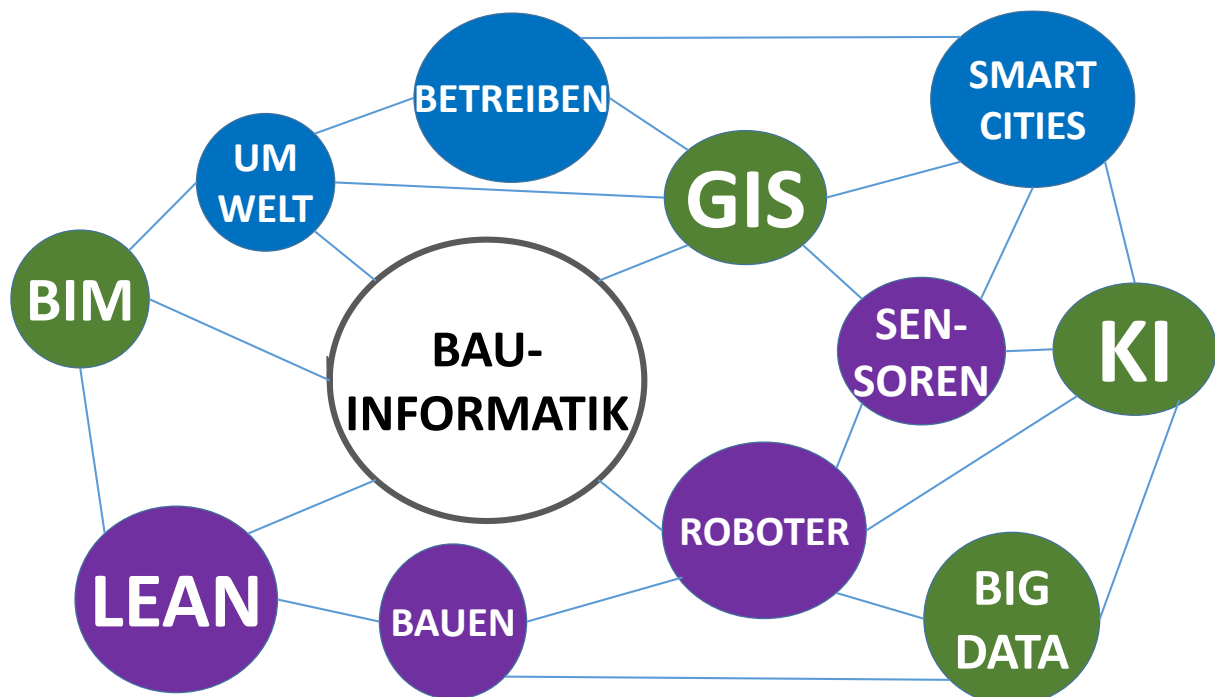 BETREIBEN
SMART
CITIES
UM
WELT
GIS
BIM
SEN-
SOREN
KI
BAU-
INFORMATIK
ROBOTER
LEAN
BAUEN
BIG
DATA